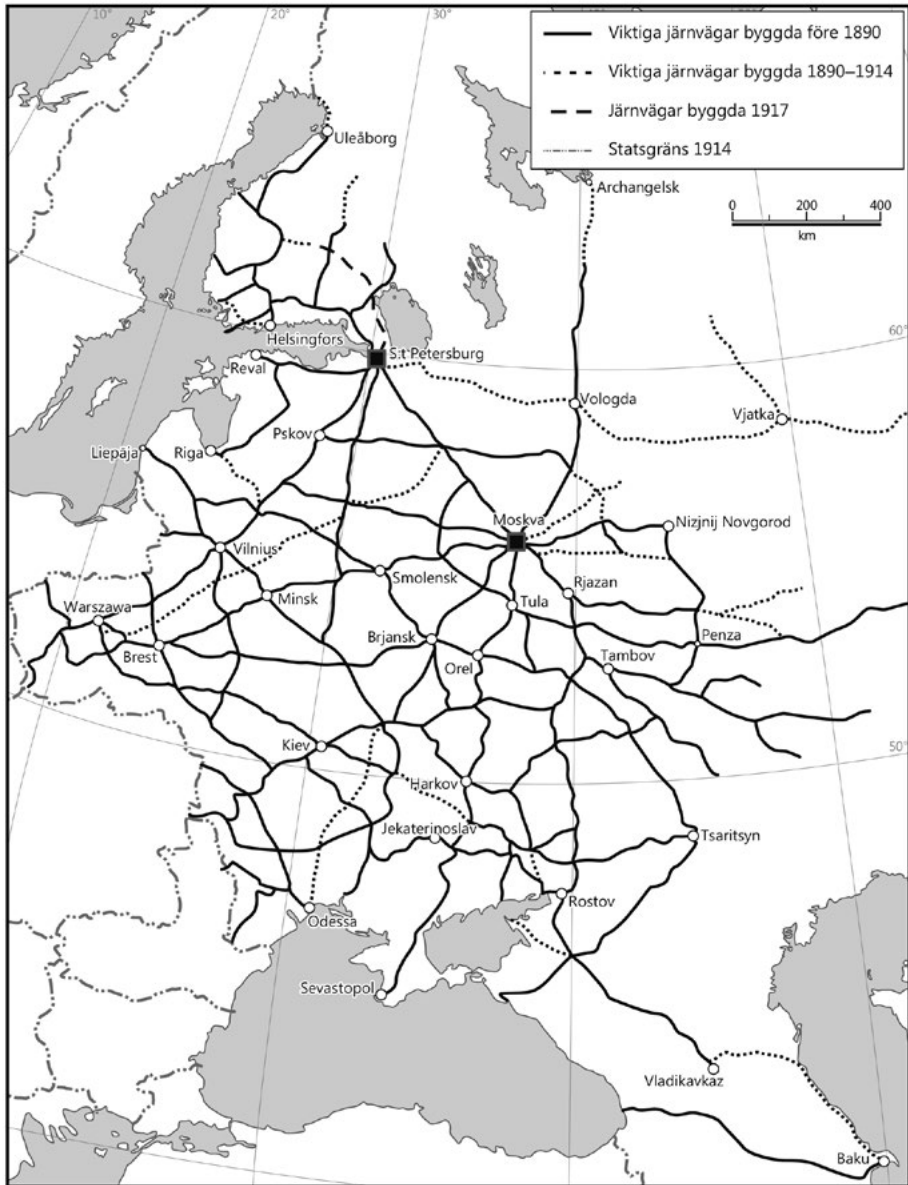 10°
20°
30°
Viktiga järnvägar byggda före 1890
Viktiga järnvägar byggda 1890–1914
Järnvägar byggda 1917
Statsgräns 1914
Uleåborg
Archangelsk
0 200 400
km
60°
Helsingfors
S:t Petersburg
Reval
Vologda
Vjatka
Pskov
Liepäja
Riga
Moskva
Nizjnij Novgorod
Vilnius
Smolensk
Rjazan
Minsk
Tula
Warszawa
Brjansk
Penza
Brest
Orel
Tambov
50°
Kiev
Harkov
Jekaterinoslav
Tsaritsyn
Rostov
Odessa
Sevastopol
Vladikavkaz
Baku